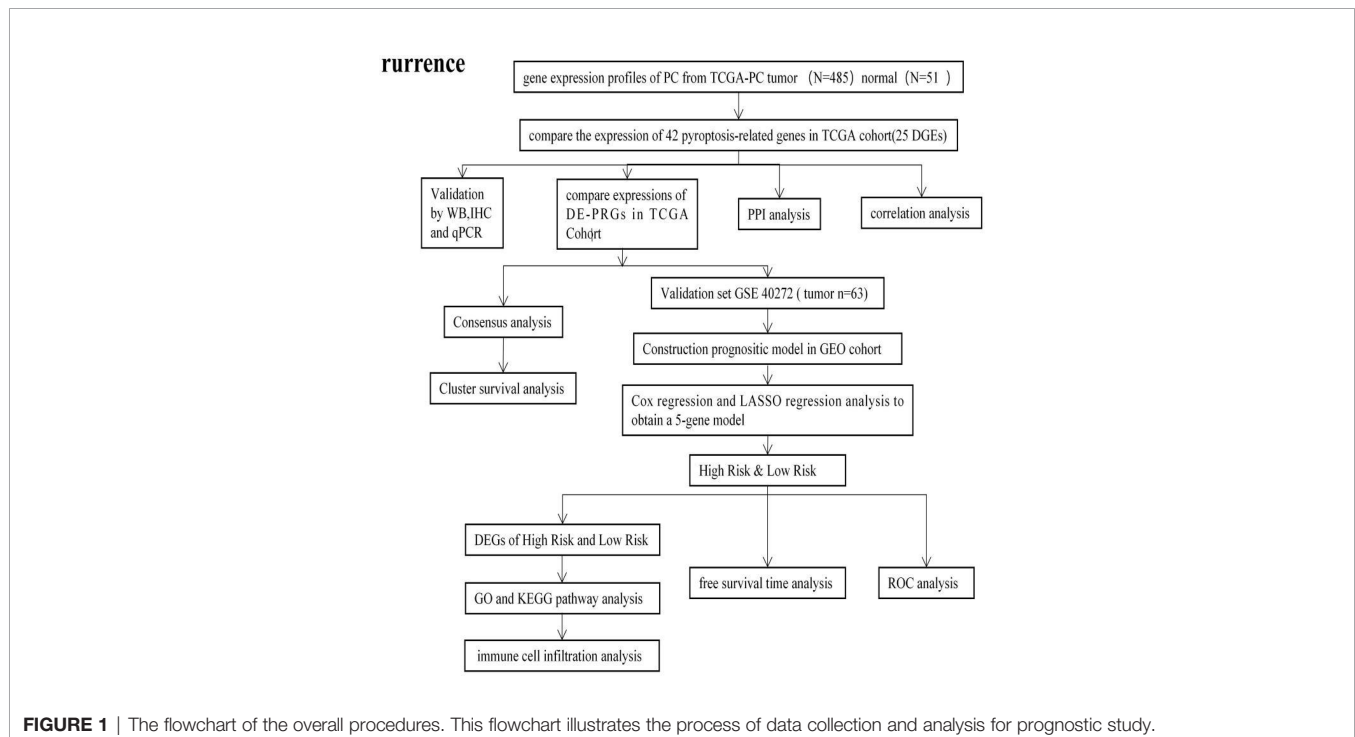 rurrence
gene expression profiles of PC from TCGA-PC tumor （N=485）normal（N=51 ）
compare the expression of 42 pyroptosis-related genes in TCGA cohort(25 DGEs)
Validation
by WB,IHC
and qPCR
compare expressions of
DE-PRGs in TCGA
Cohort
PPI analysis
correlation analysis
Validation set GSE 40272 ( tumor n=63)
Consensus analysis
Construction prognositic model in GEO cohort
Cluster survival analysis
Cox regression and LASSO regression analysis to
obtain a 5-gene model
High Risk & Low Risk
DEGs of High Risk and Low Risk
free survival time analysis
ROC analysis
GO and KEGG pathway analysis
immune cell infiltration analysis
FIGURE 1 | The flowchart of the overall procedures. This flowchart illustrates the process of data collection and analysis for prognostic study.